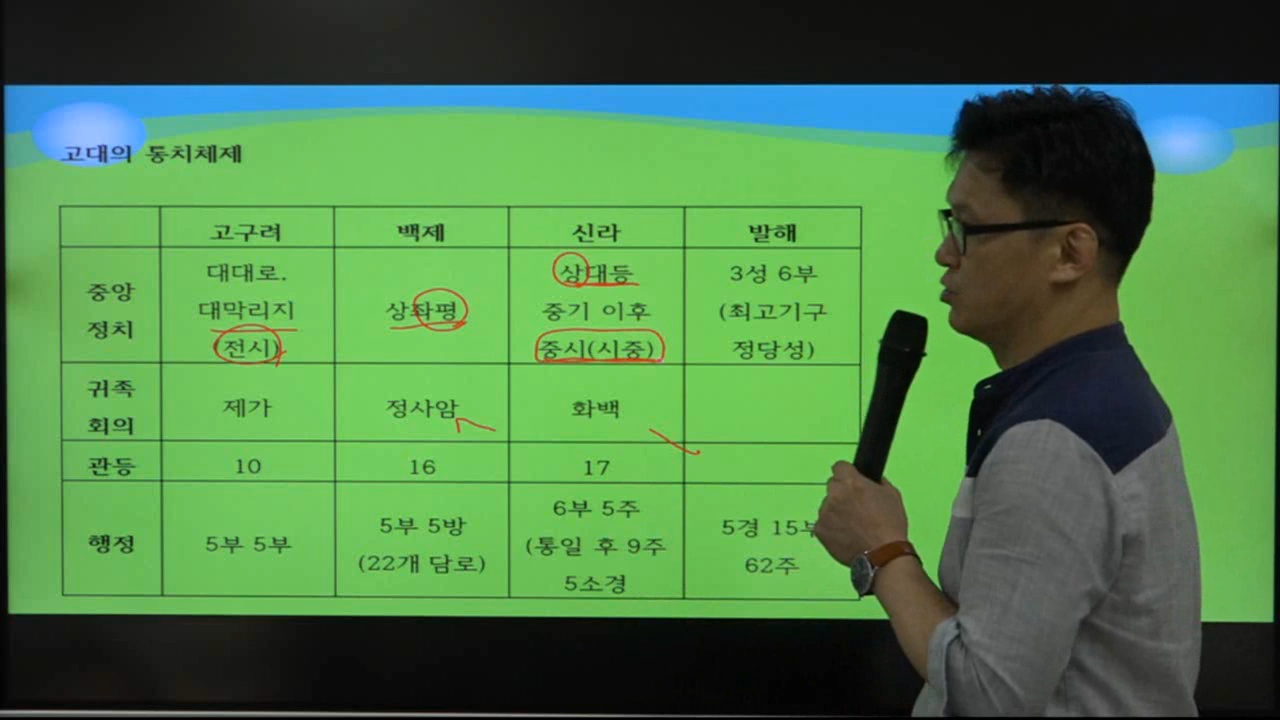 고대의 통치체제
고구려 백제 신라 발해
중앙
정치
대대로.
대막리지
(전시)
상좌평
상대등
중기 이후
중시(시중)
3성 6부
(최고기구
정당성)
귀족
회의
제가
정사암
화백
관등 10 16 17
행정
5부 5부
5부 5방
(22개 담로)
6부 5주
(통일 후 9주
5소경
5경 15부
62주